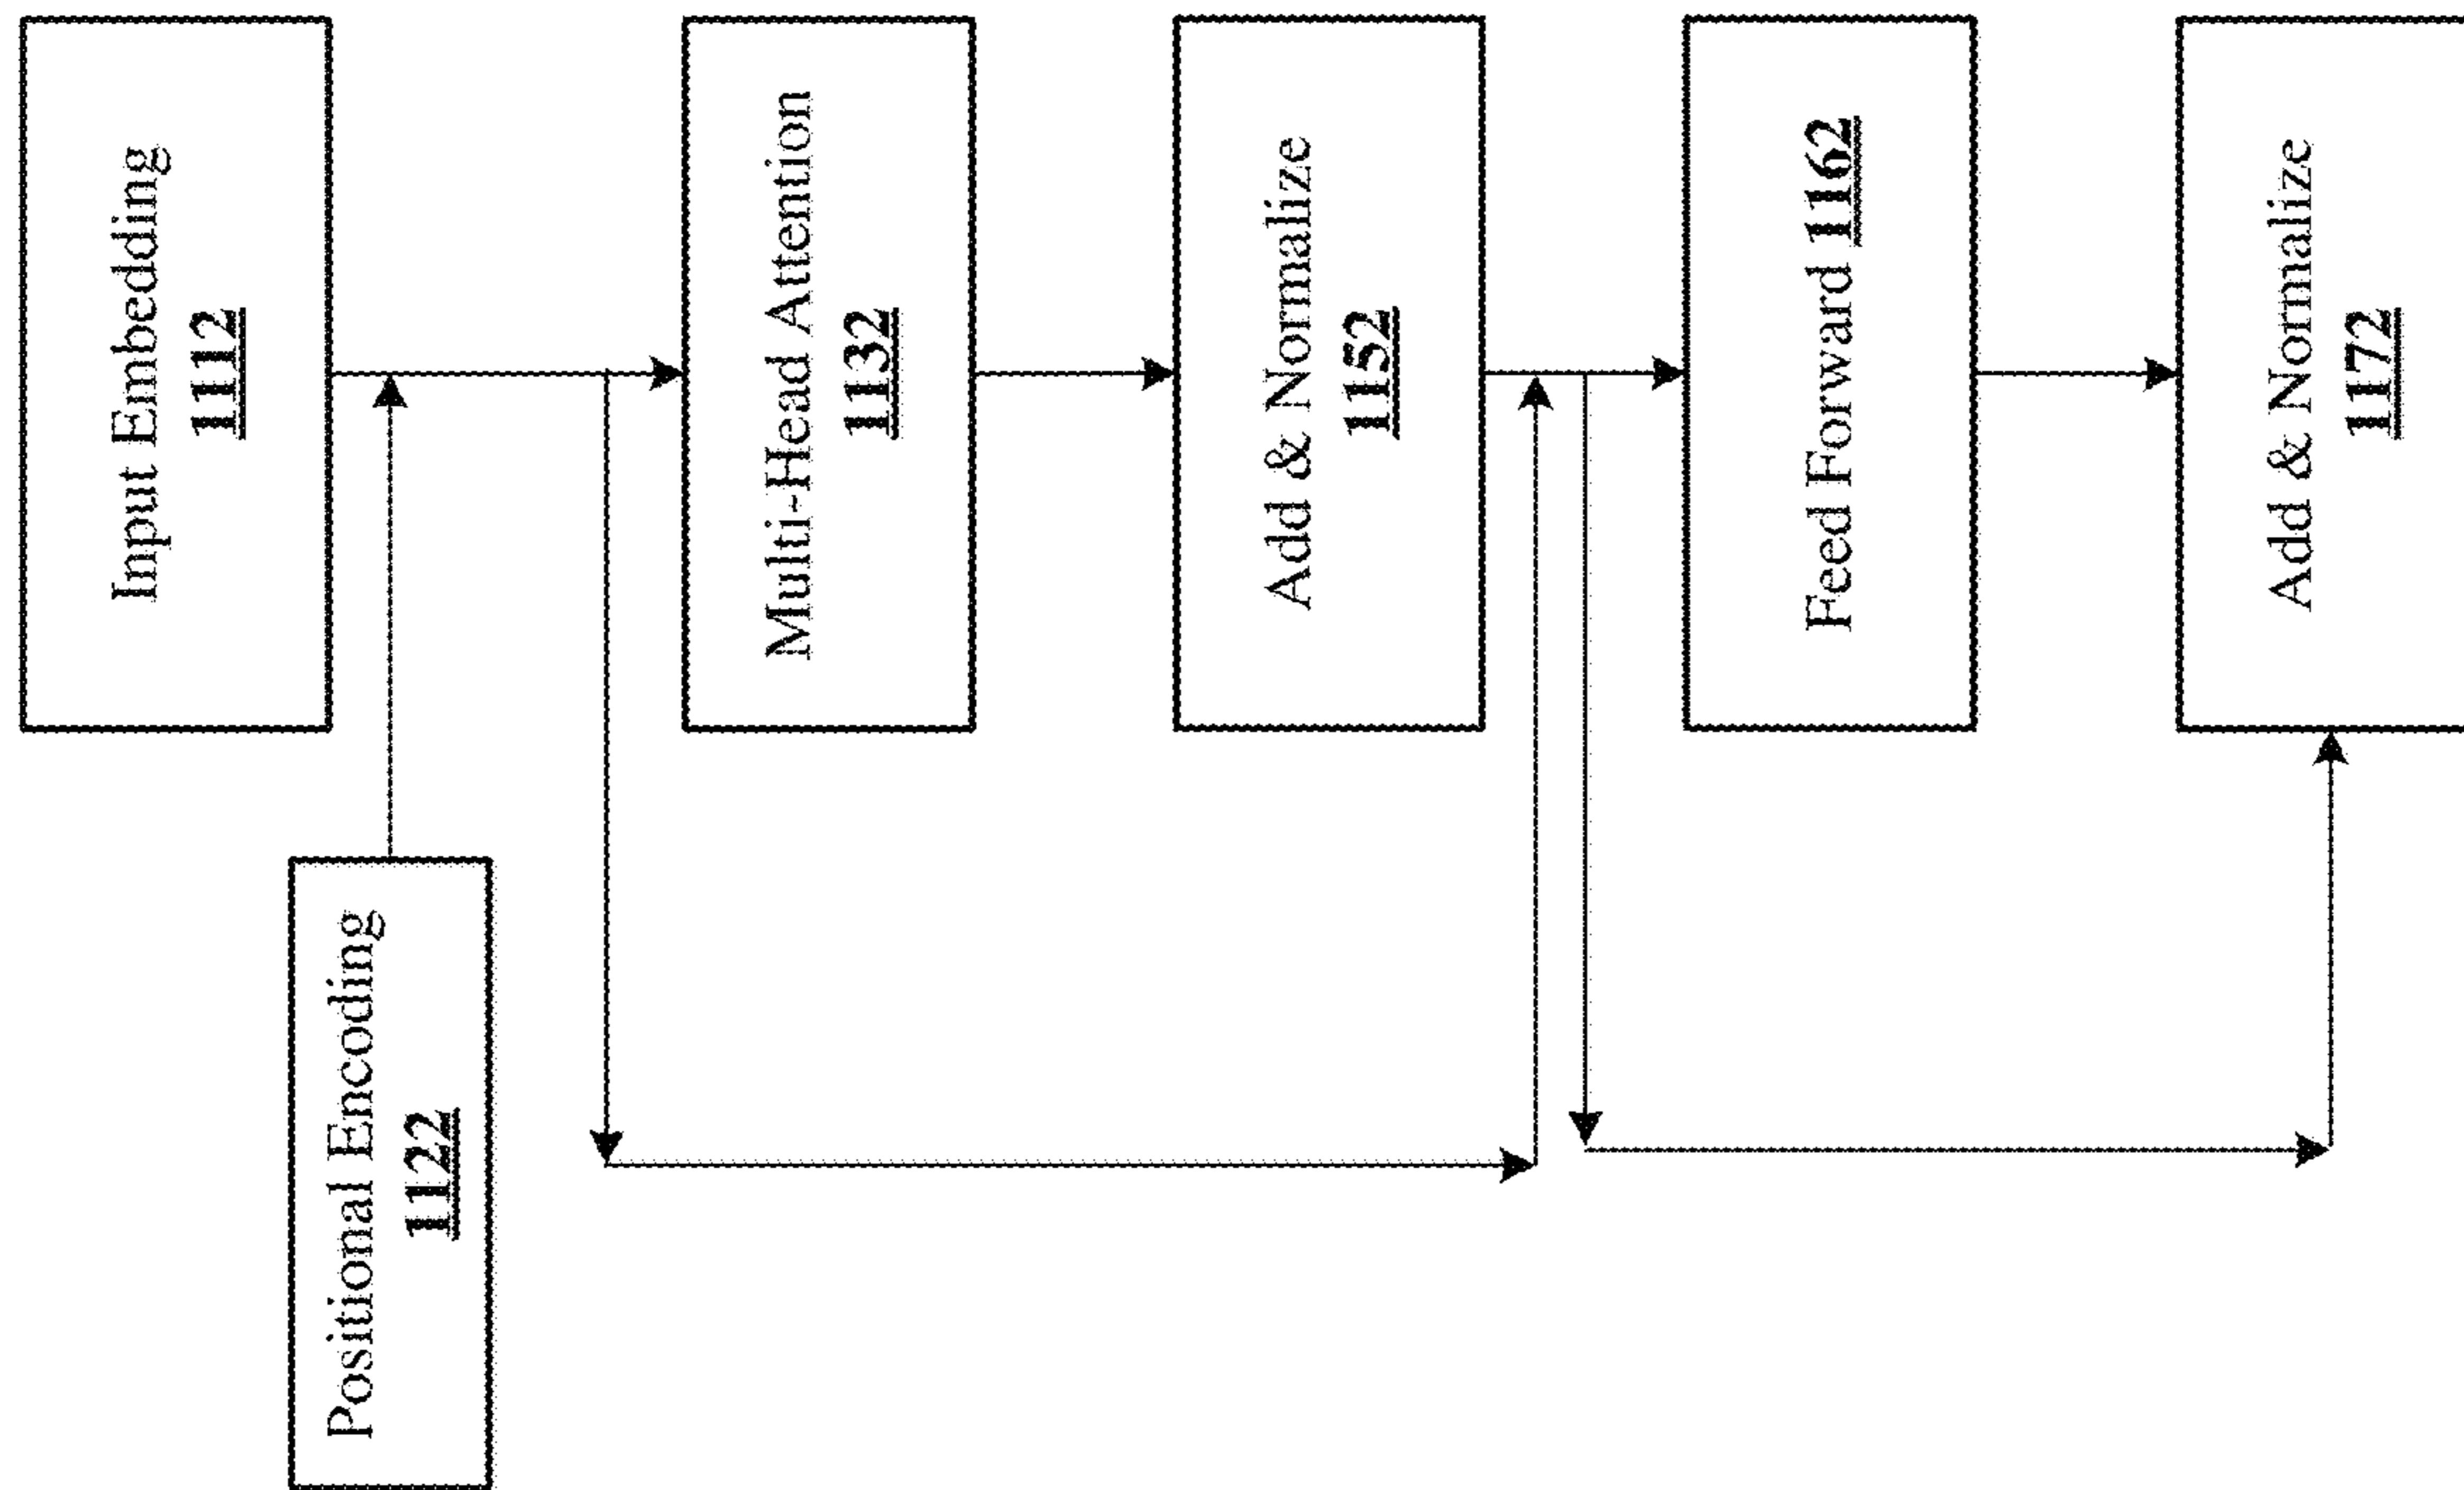 Input Embedding
1112
Positional Encoding
1122
Multi-Head Attention
1132
Add & Normalize
1152
Feed Forward 1162
Add & Normalize
1172